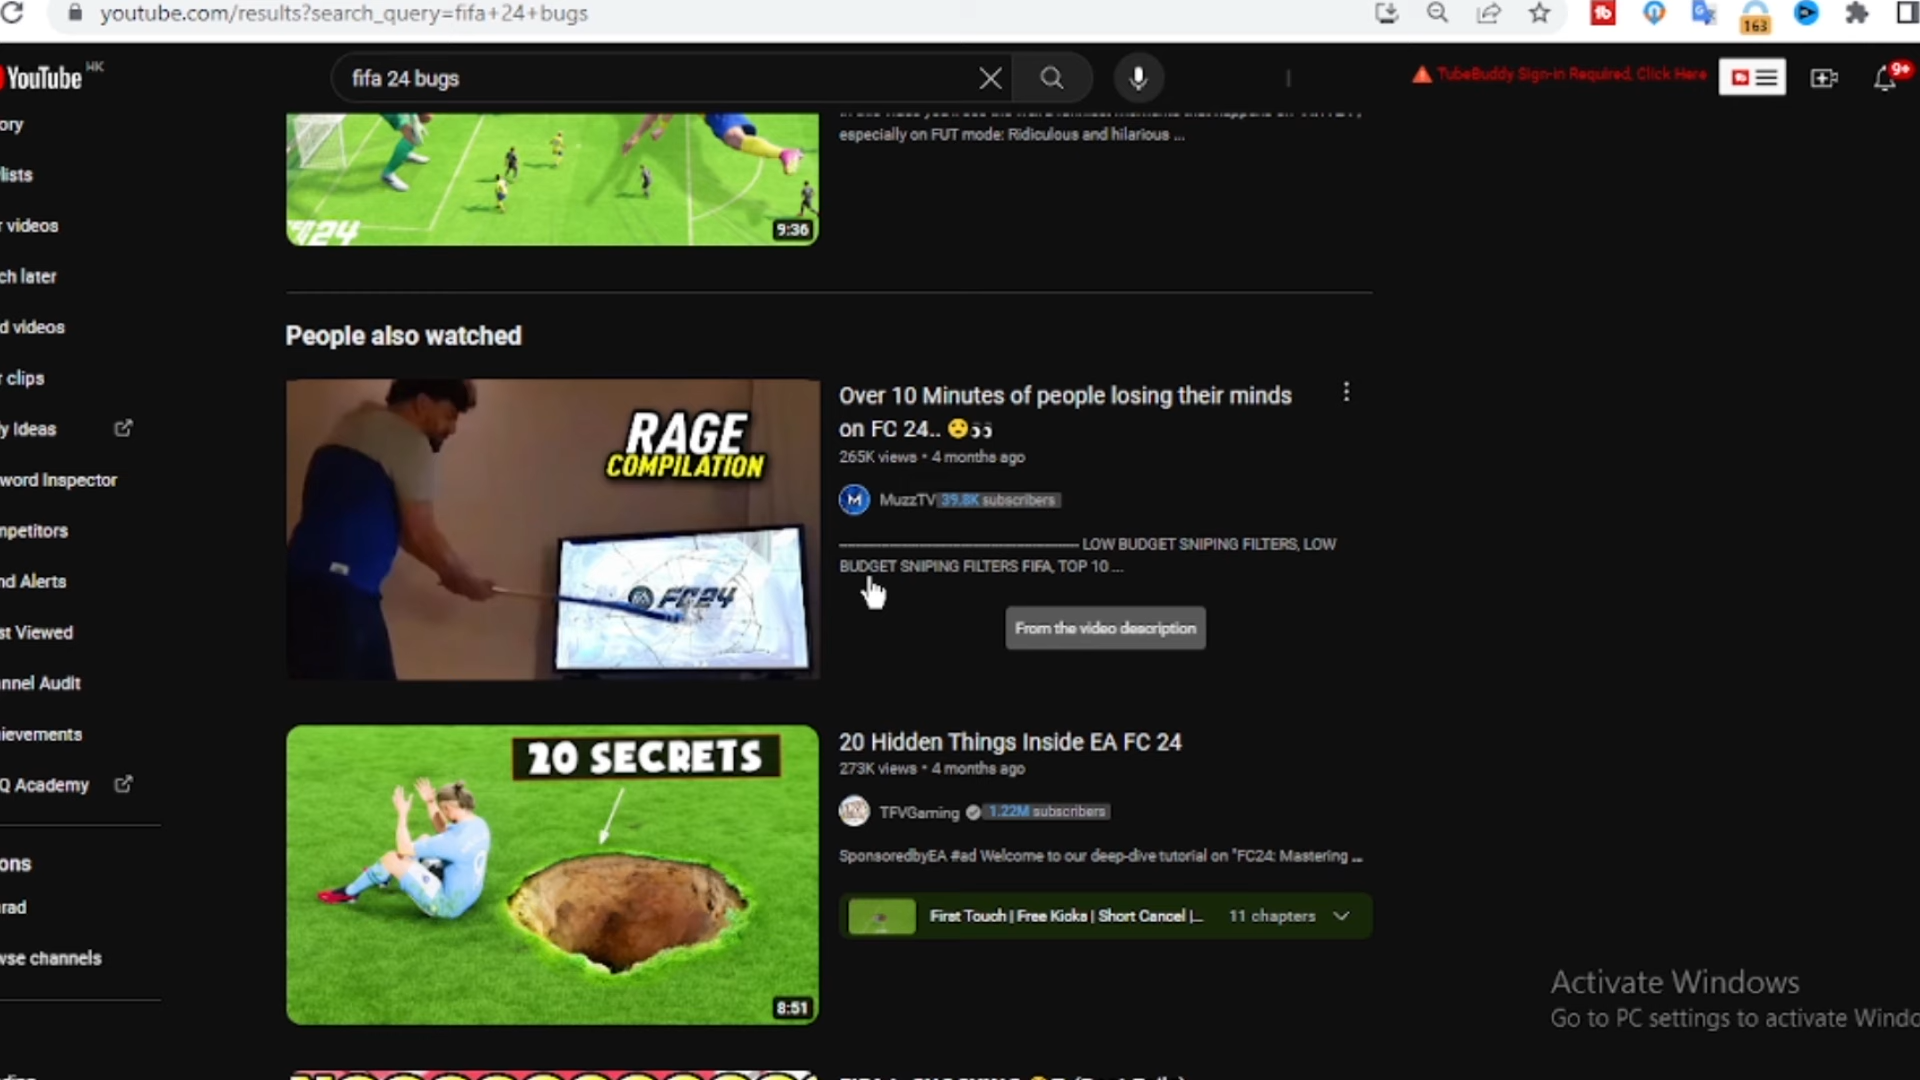 youtube.com/results?search_query=fifa+24+bugs
163
YouTube HK
fifa 24 bugs
TubeBuddy Sign-in Required, Click Here
9+
especially on FUT mode: Ridiculous and hilarious ...
9:36
ory
lists
r videos
ch later
d videos
r clips
y Ideas
word Inspector
mpetitors
nd Alerts
st Viewed
nnel Audit
ievements
Q Academy
ons
rad
wse channels
People also watched
RAGE
COMPILATION
FC24
Over 10 Minutes of people losing their minds
on FC 24..
265K views • 4 months ago
MuzzTV 39.8K subscribers
LOW BUDGET SNIPING FILTERS, LOW
BUDGET SNIPING FILTERS FIFA, TOP 10 ...
From the video description
20 SECRETS
8:51
20 Hidden Things Inside EA FC 24
273K views • 4 months ago
TFVGaming 1.22M subscribers
SponsoredbyEA #ad Welcome to our deep-dive tutorial on "FC24: Mastering ...
First Touch | Free Kicks | Short Cancel |... 11 chapters
Activate Windows
Go to PC settings to activate Windo